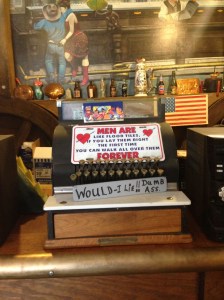 MEN ARE
LIKE FLOOR TILES,
IF YOU LAY THEM RIGHT
THE FIRST TIME
YOU CAN WALK ALL OVER THEM
FOREVER
WOULD-I Lie!! DUMB
ASS.